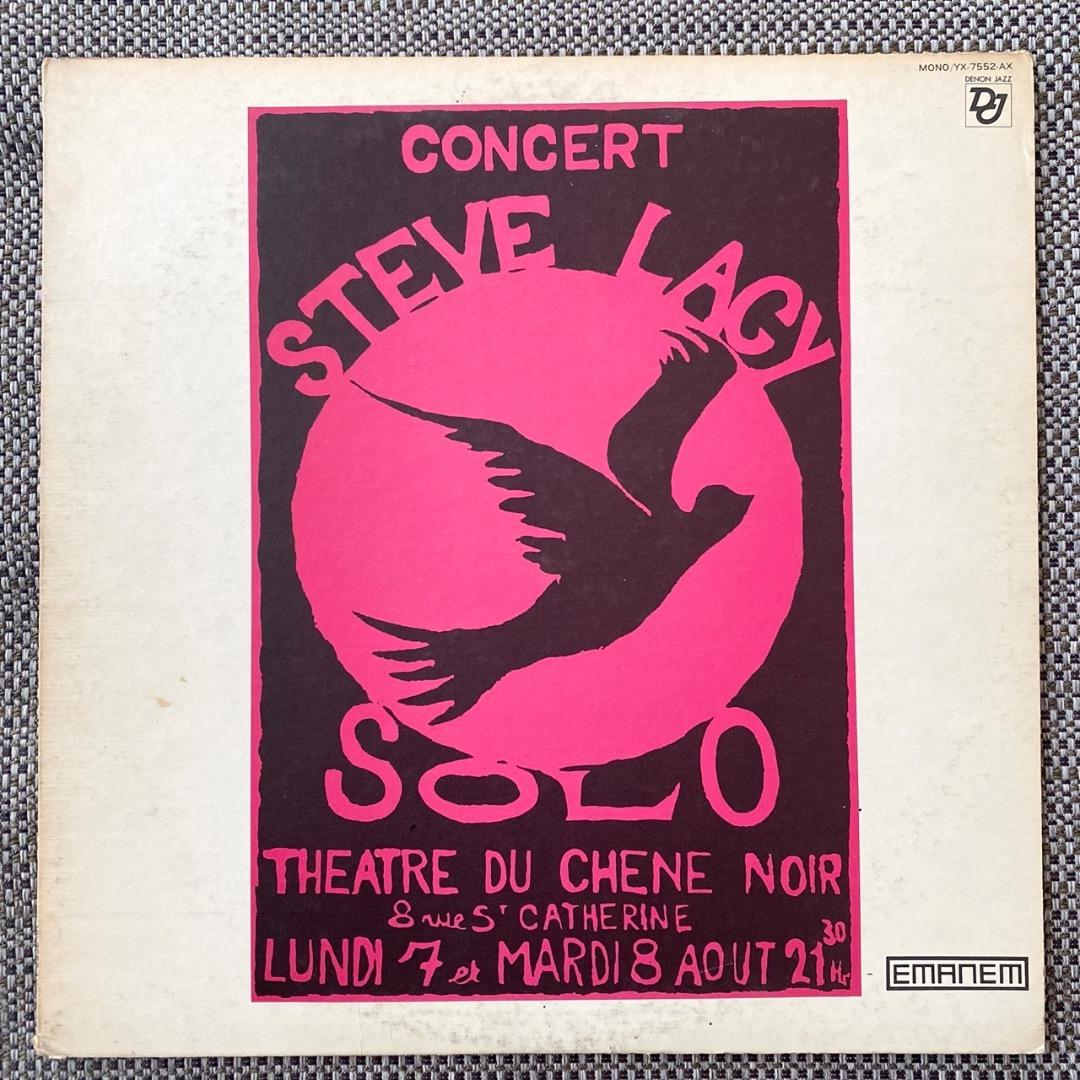 MONO/YX-7552-AX
DENON JAZZ
DJ
CONCERT
STEVE LACY
SOLO
THEATRE DU CHENE NOIR
8 rue St CATHERINE
LUNDI 7 et MARDI 8 AOUT 21 30 Hr
EMANEM